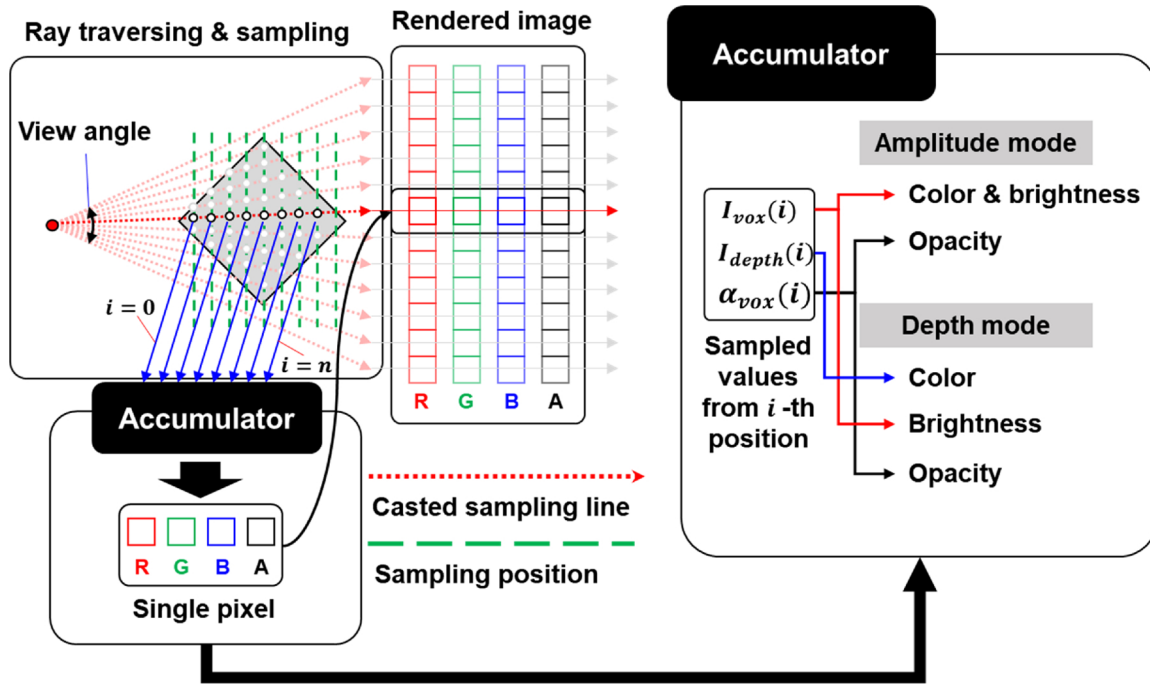 Ray traversing & sampling
View angle
i=0
i=n
Rendered image
R G B A
Accumulator
R G B A
Single pixel
Casted sampling line
Sampling position
Accumulator
I_vox(i)
I_depth(i)
α_vox(i)
Sampled
values
from i -th
position
Amplitude mode
Color & brightness
Opacity
Depth mode
Color
Brightness
Opacity